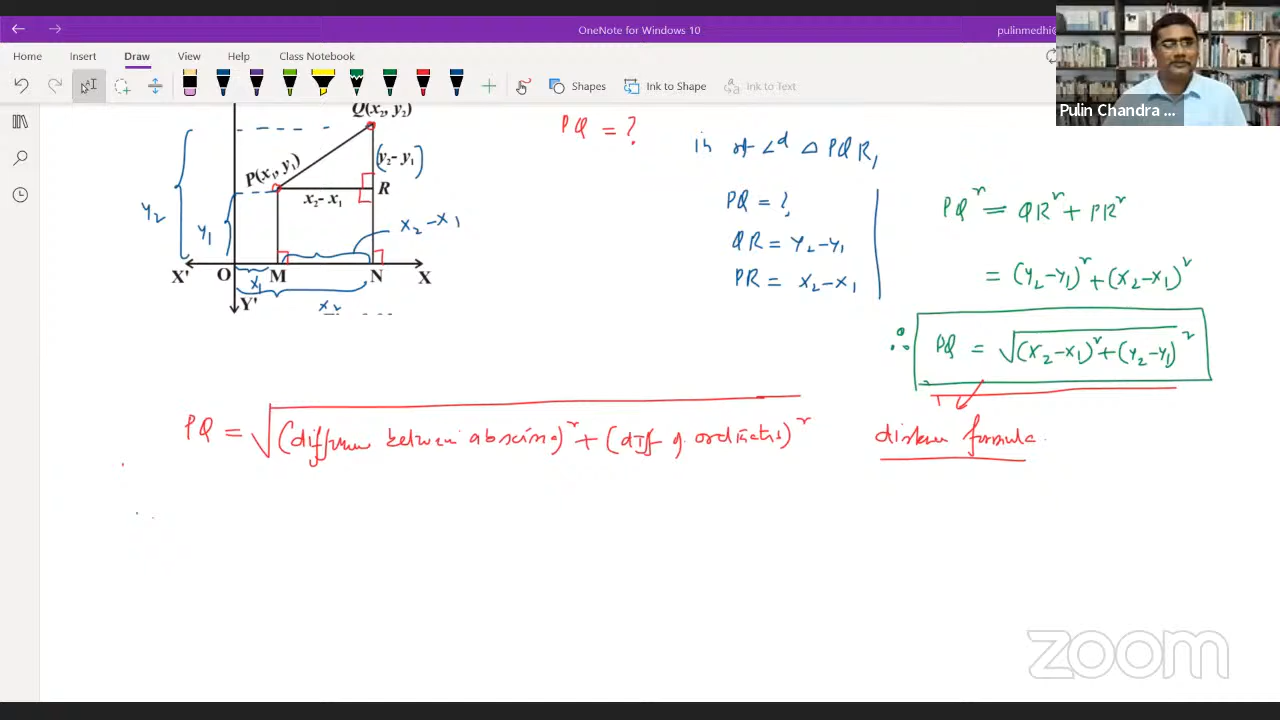 OneNote for Windows 10
pulinmedhi@
Home Insert Draw View Help Class Notebook
Shapes Ink to Shape Ink to Text
Pulin Chandra ...
Q(x₂, y₂)
P(x₁, y₁)
(y₂- y₁)
R
x₂- x₁
y₂
y₁
x₂-x₁
X' O M N X
x₁
Y'
x₂
PQ = ?
in rt ∠d △ PQR,
PQ = ?,
QR = y₂-y₁
PR = x₂-x₁
PQ² = QR² + PR²
= (y₂-y₁)² + (x₂-x₁)²
∴ PQ = √(x₂-x₁)²+(y₂-y₁)²
PQ = √(difference between abscissa)² + (diff of ordinates)²
distance formula.
zoom